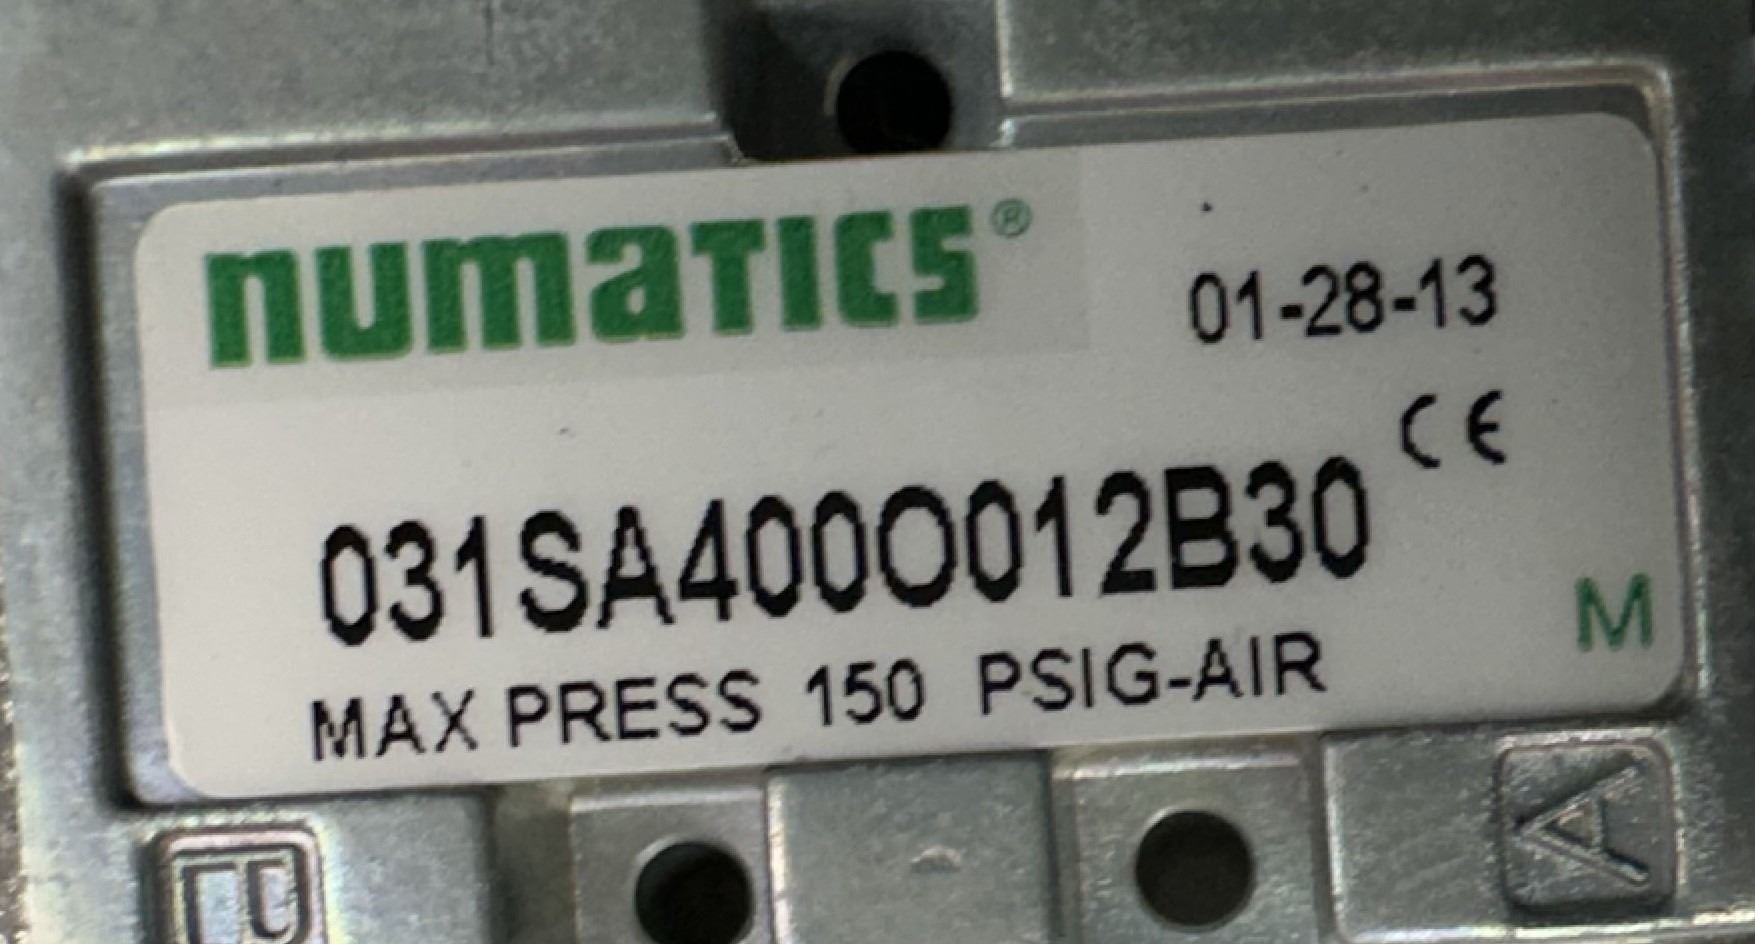 numatics®
01-28-13
CE
031SA400O012B30
MAX PRESS 150 PSIG-AIR
M
B
A